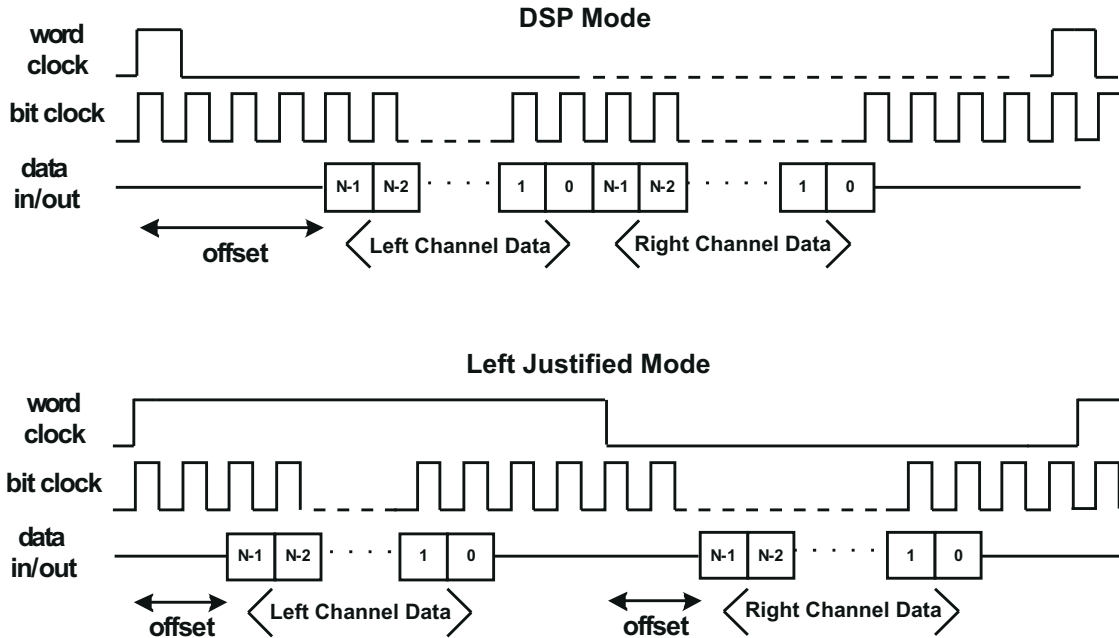 DSP Mode
word
clock
bit clock
data
in/out
N-1 N-2 1 0 N-1 N-2 1 0
offset
Left Channel Data
Right Channel Data
Left Justified Mode
word
clock
bit clock
data
in/out
N-1 N-2 1 0 N-1 N-2 1 0
offset
Left Channel Data
offset
Right Channel Data